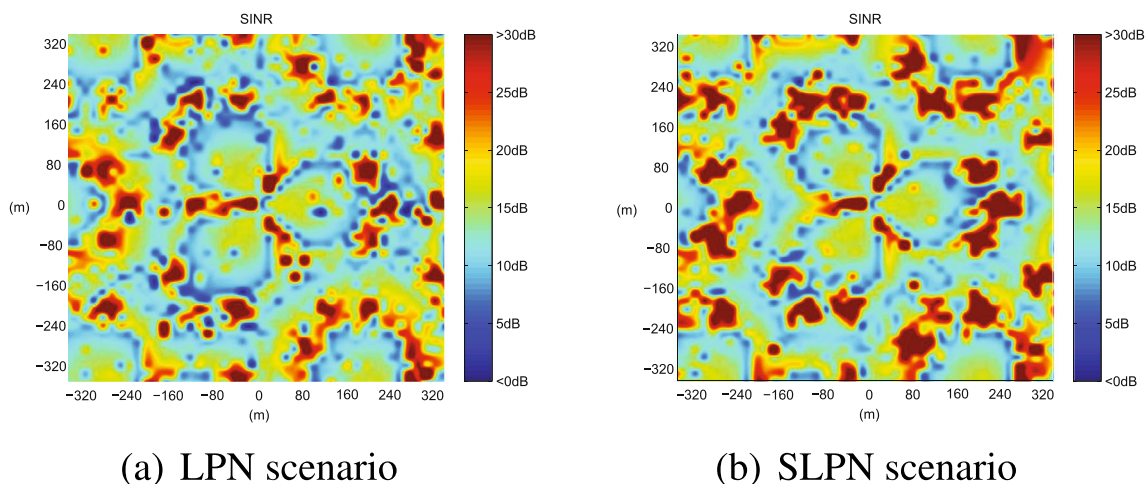 SINR
340
240
160
80
0
−80
−160
−240
−320
(m)
−320 −240 −160 −80 0 80 160 240 320
(m)
>30dB
25dB
20dB
15dB
10dB
5dB
<0dB
(a) LPN scenario
SINR
320
240
160
80
0
−80
−160
−240
−320
(m)
−320 −240 −160 −80 0 80 160 240 320
(m)
>30dB
25dB
20dB
15dB
10dB
5dB
<0dB
(b) SLPN scenario